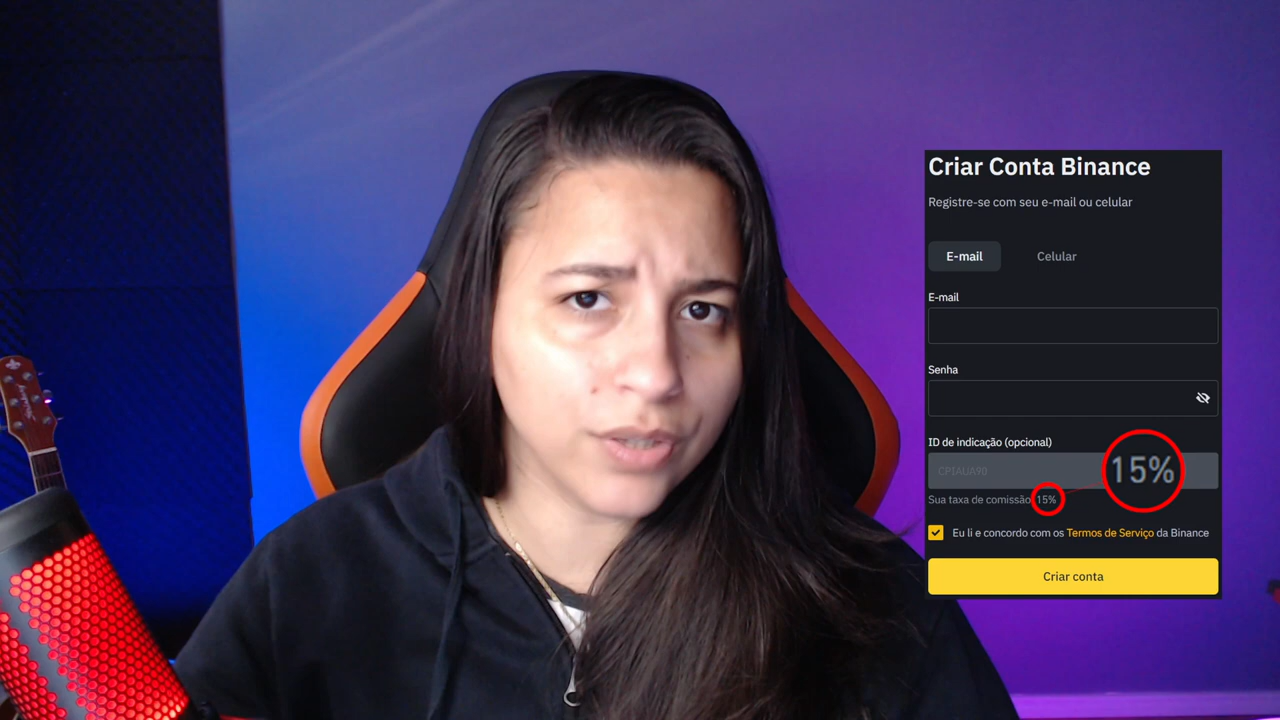 Criar Conta Binance
Registre-se com seu e-mail ou celular
E-mail Celular
E-mail
Senha
ID de indicação (opcional)
CPIAUA90 15%
Sua taxa de comissão 15%
Eu li e concordo com os Termos de Serviço da Binance
Criar conta